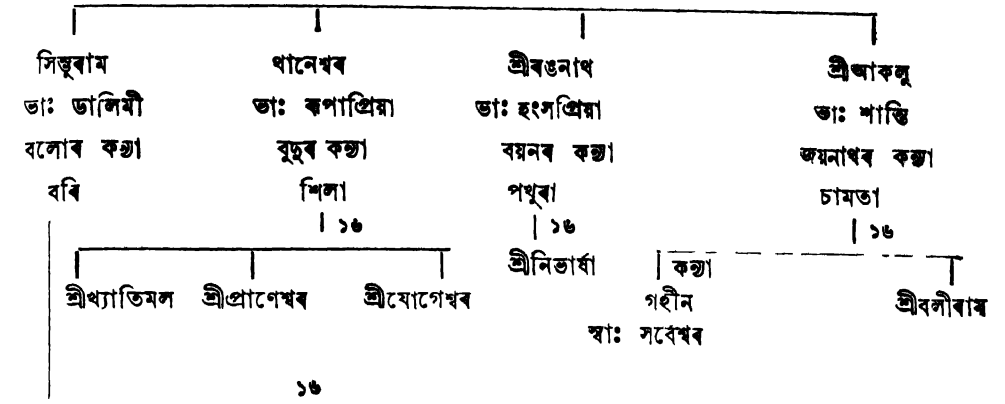 সিন্ধুৰাম থানেশ্বৰ শ্ৰীৰঙনাথ শ্ৰীআকলু
ভাঃ ডালিমী ভাঃ ৰূপাপ্ৰিয়া ভাঃ হংসপ্ৰিয়া ভাঃ শান্তি
বলোৰ কন্যা বুদুৰ কন্যা বয়নৰ কন্যা জয়নাথৰ কন্যা
বৰি শিলা পথুৰা চামতা
১৬ ১৬ ১৬
শ্ৰীনিভাৰ্ষা কন্যা
শ্ৰীখ্যাতিমল শ্ৰীপ্ৰাণেশ্বৰ শ্ৰীযোগেশ্বৰ গহীন শ্ৰীবলীৰাম
স্বাঃ সৰ্বেশ্বৰ
১৬